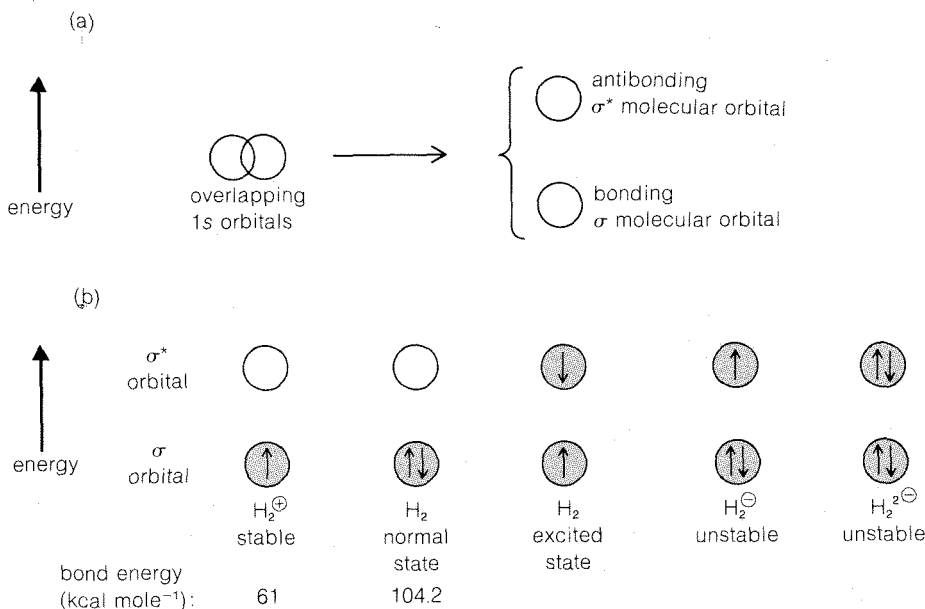 (a)
antibonding
σ* molecular orbital
energy
overlapping
1s orbitals
bonding
σ molecular orbital
(b)
σ*
orbital
energy
σ
orbital
H₂⊕
stable
H₂
normal
state
H₂
excited
state
H₂⊖
unstable
H₂²⊖
unstable
bond energy
(kcal mole⁻¹): 61 104.2